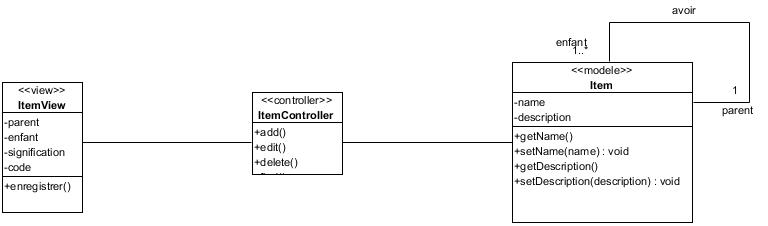 avoir
enfant
1..*
1
parent
<<view>>
ItemView
-parent
-enfant
-signification
-code
+enregistrer()
<<controller>>
ItemController
+add()
+edit()
+delete()
<<modele>>
Item
-name
-description
+getName()
+setName(name) : void
+getDescription()
+setDescription(description) : void